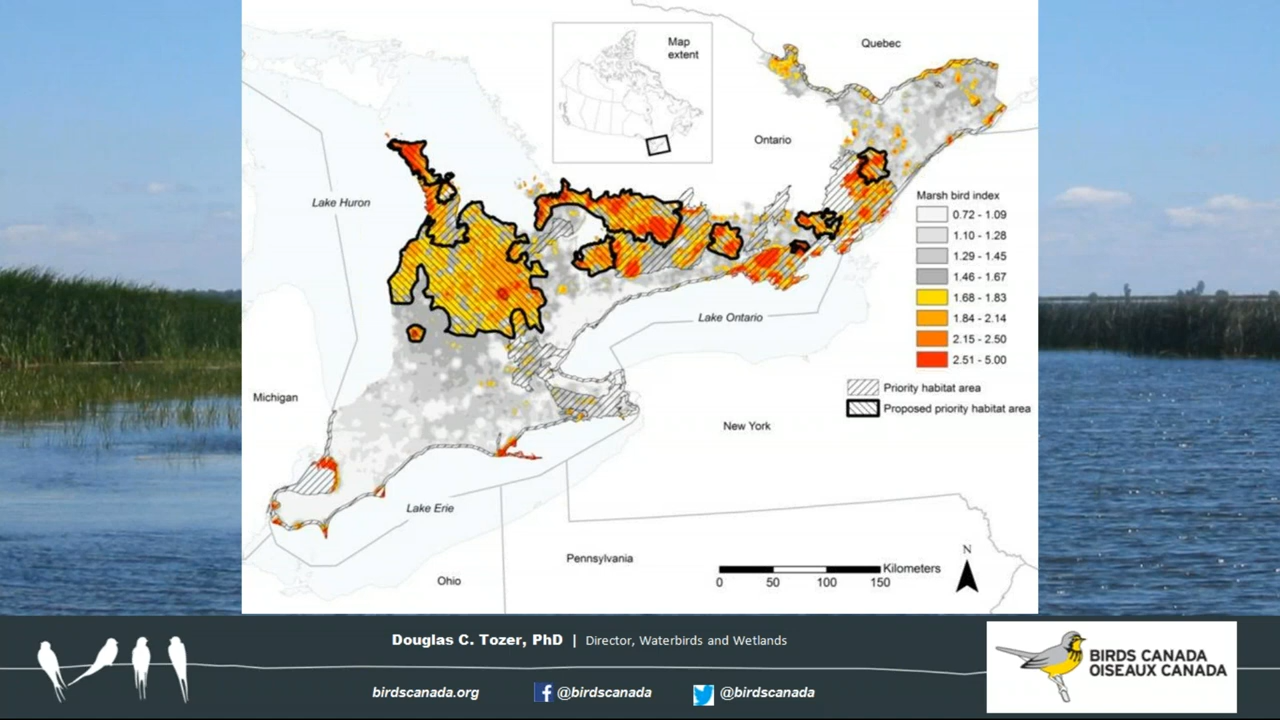 Map
extent
Quebec
Ontario
Lake Huron
Marsh bird index
0.72 - 1.09
1.10 - 1.28
1.29 - 1.45
1.46 - 1.67
1.68 - 1.83
1.84 - 2.14
2.15 - 2.50
2.51 - 5.00
Lake Ontario
Priority habitat area
Proposed priority habitat area
Michigan
New York
Lake Erie
Pennsylvania
Ohio
N
Kilometers
0 50 100 150
Douglas C. Tozer, PhD | Director, Waterbirds and Wetlands
birdscanada.org @birdscanada @birdscanada
BIRDS CANADA
OISEAUX CANADA